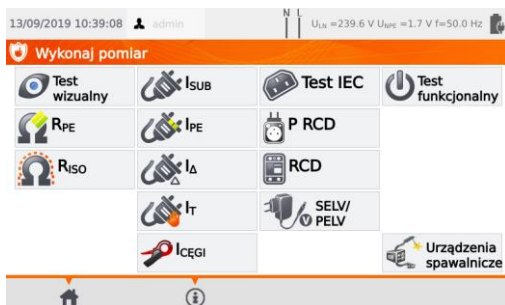 13/09/2019 10:39:08 admin N L U_LN =239.6 V U_NPE =1.7 V f=50.0 Hz
Wykonaj pomiar
Test wizualny
I_SUB
Test IEC
Test funkcjonalny
R_PE
I_PE
P RCD
R_ISO
I_Δ
RCD
I_T
SELV/
PELV
I_CĘGI
Urządzenia spawalnicze